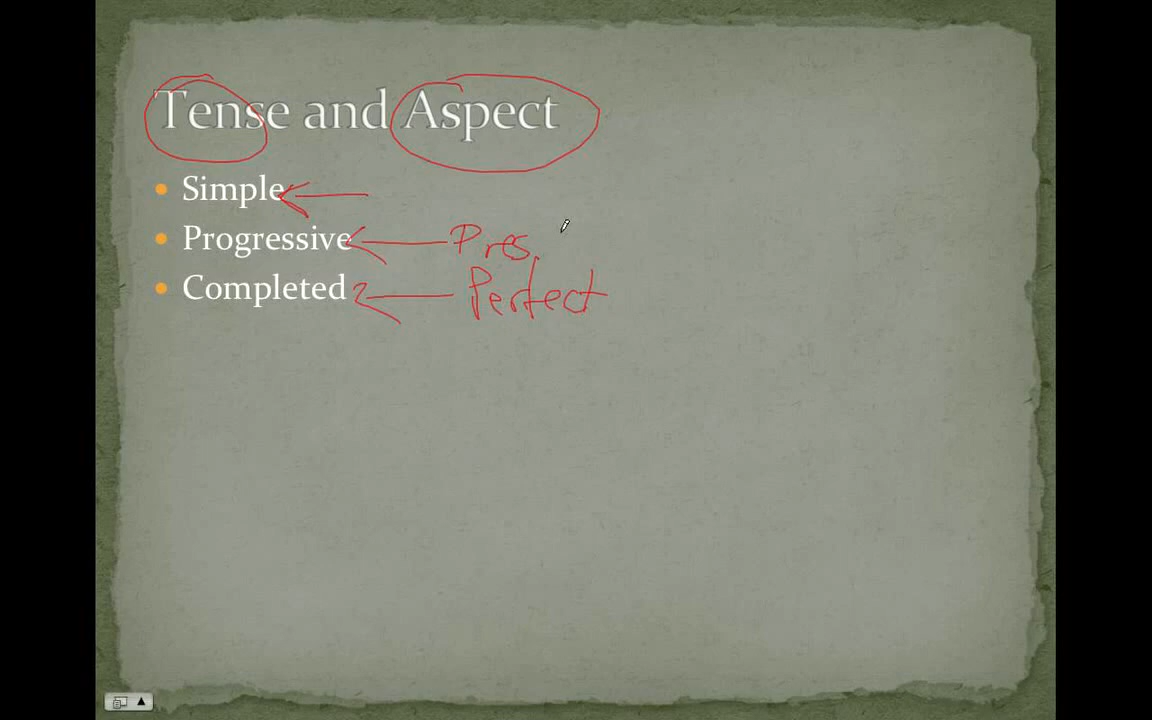 Tense and Aspect
• Simple
• Progressive Pres.
• Completed Perfect